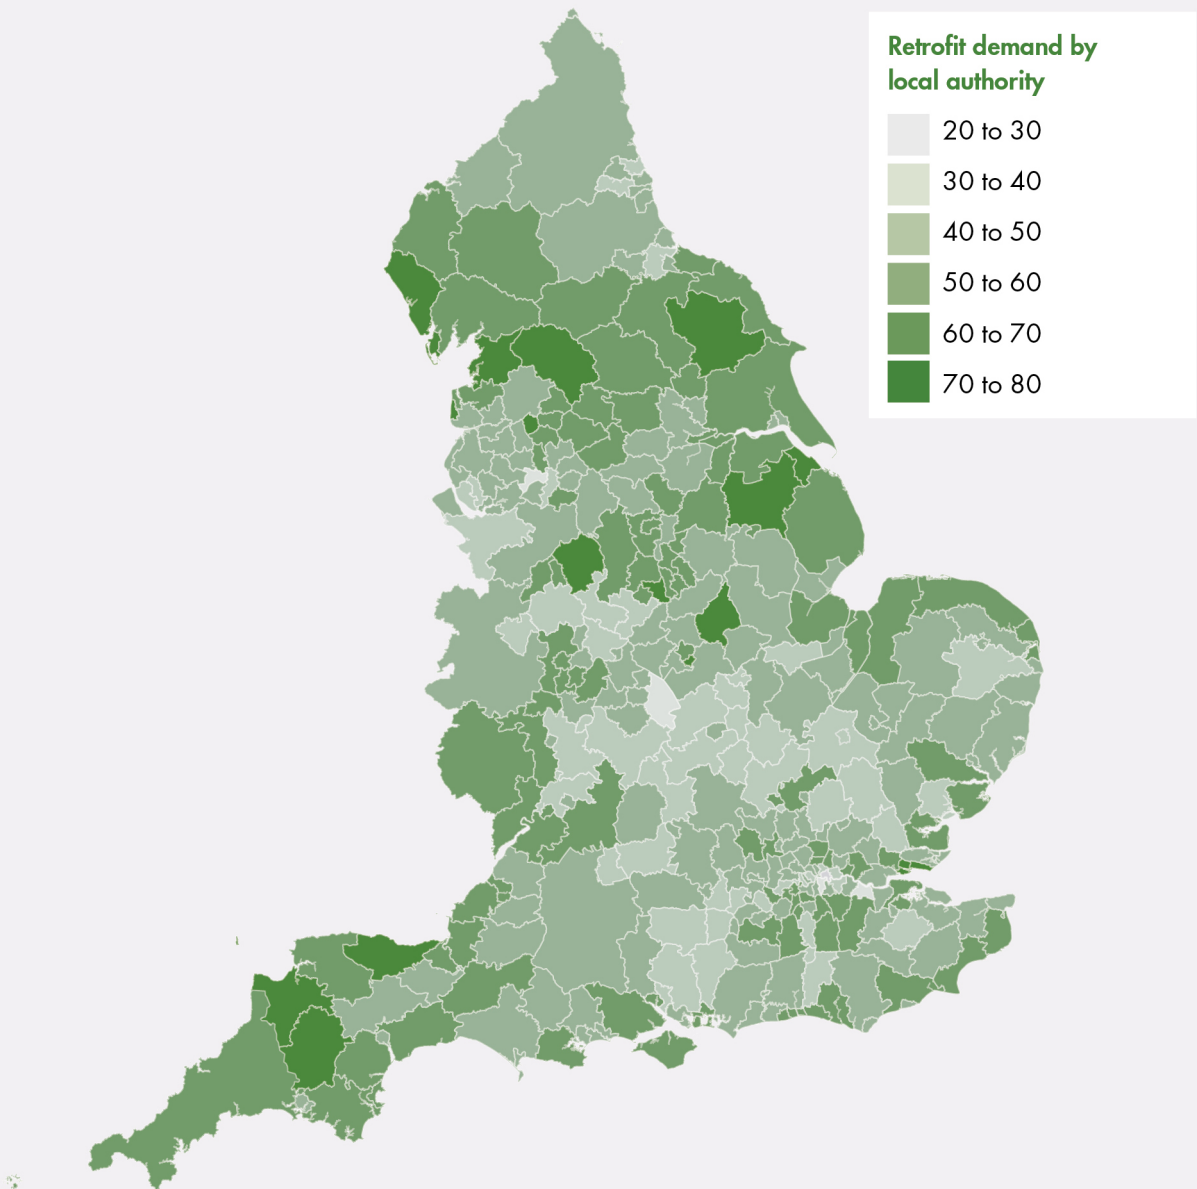 Retrofit demand by
local authority
20 to 30
30 to 40
40 to 50
50 to 60
60 to 70
70 to 80